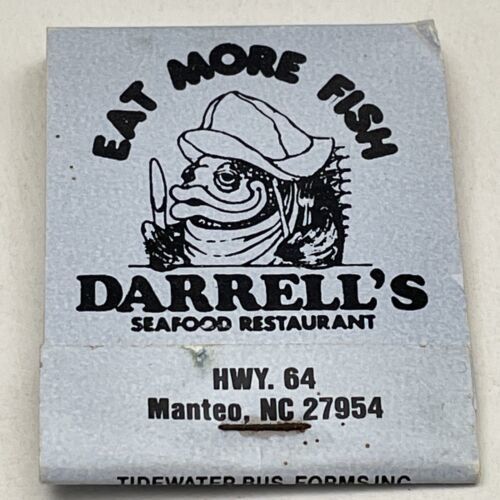 EAT MORE FISH
DARRELL'S
SEAFOOD RESTAURANT
HWY. 64
Manteo, NC 27954
TIDEWATER BUS. FORMS INC